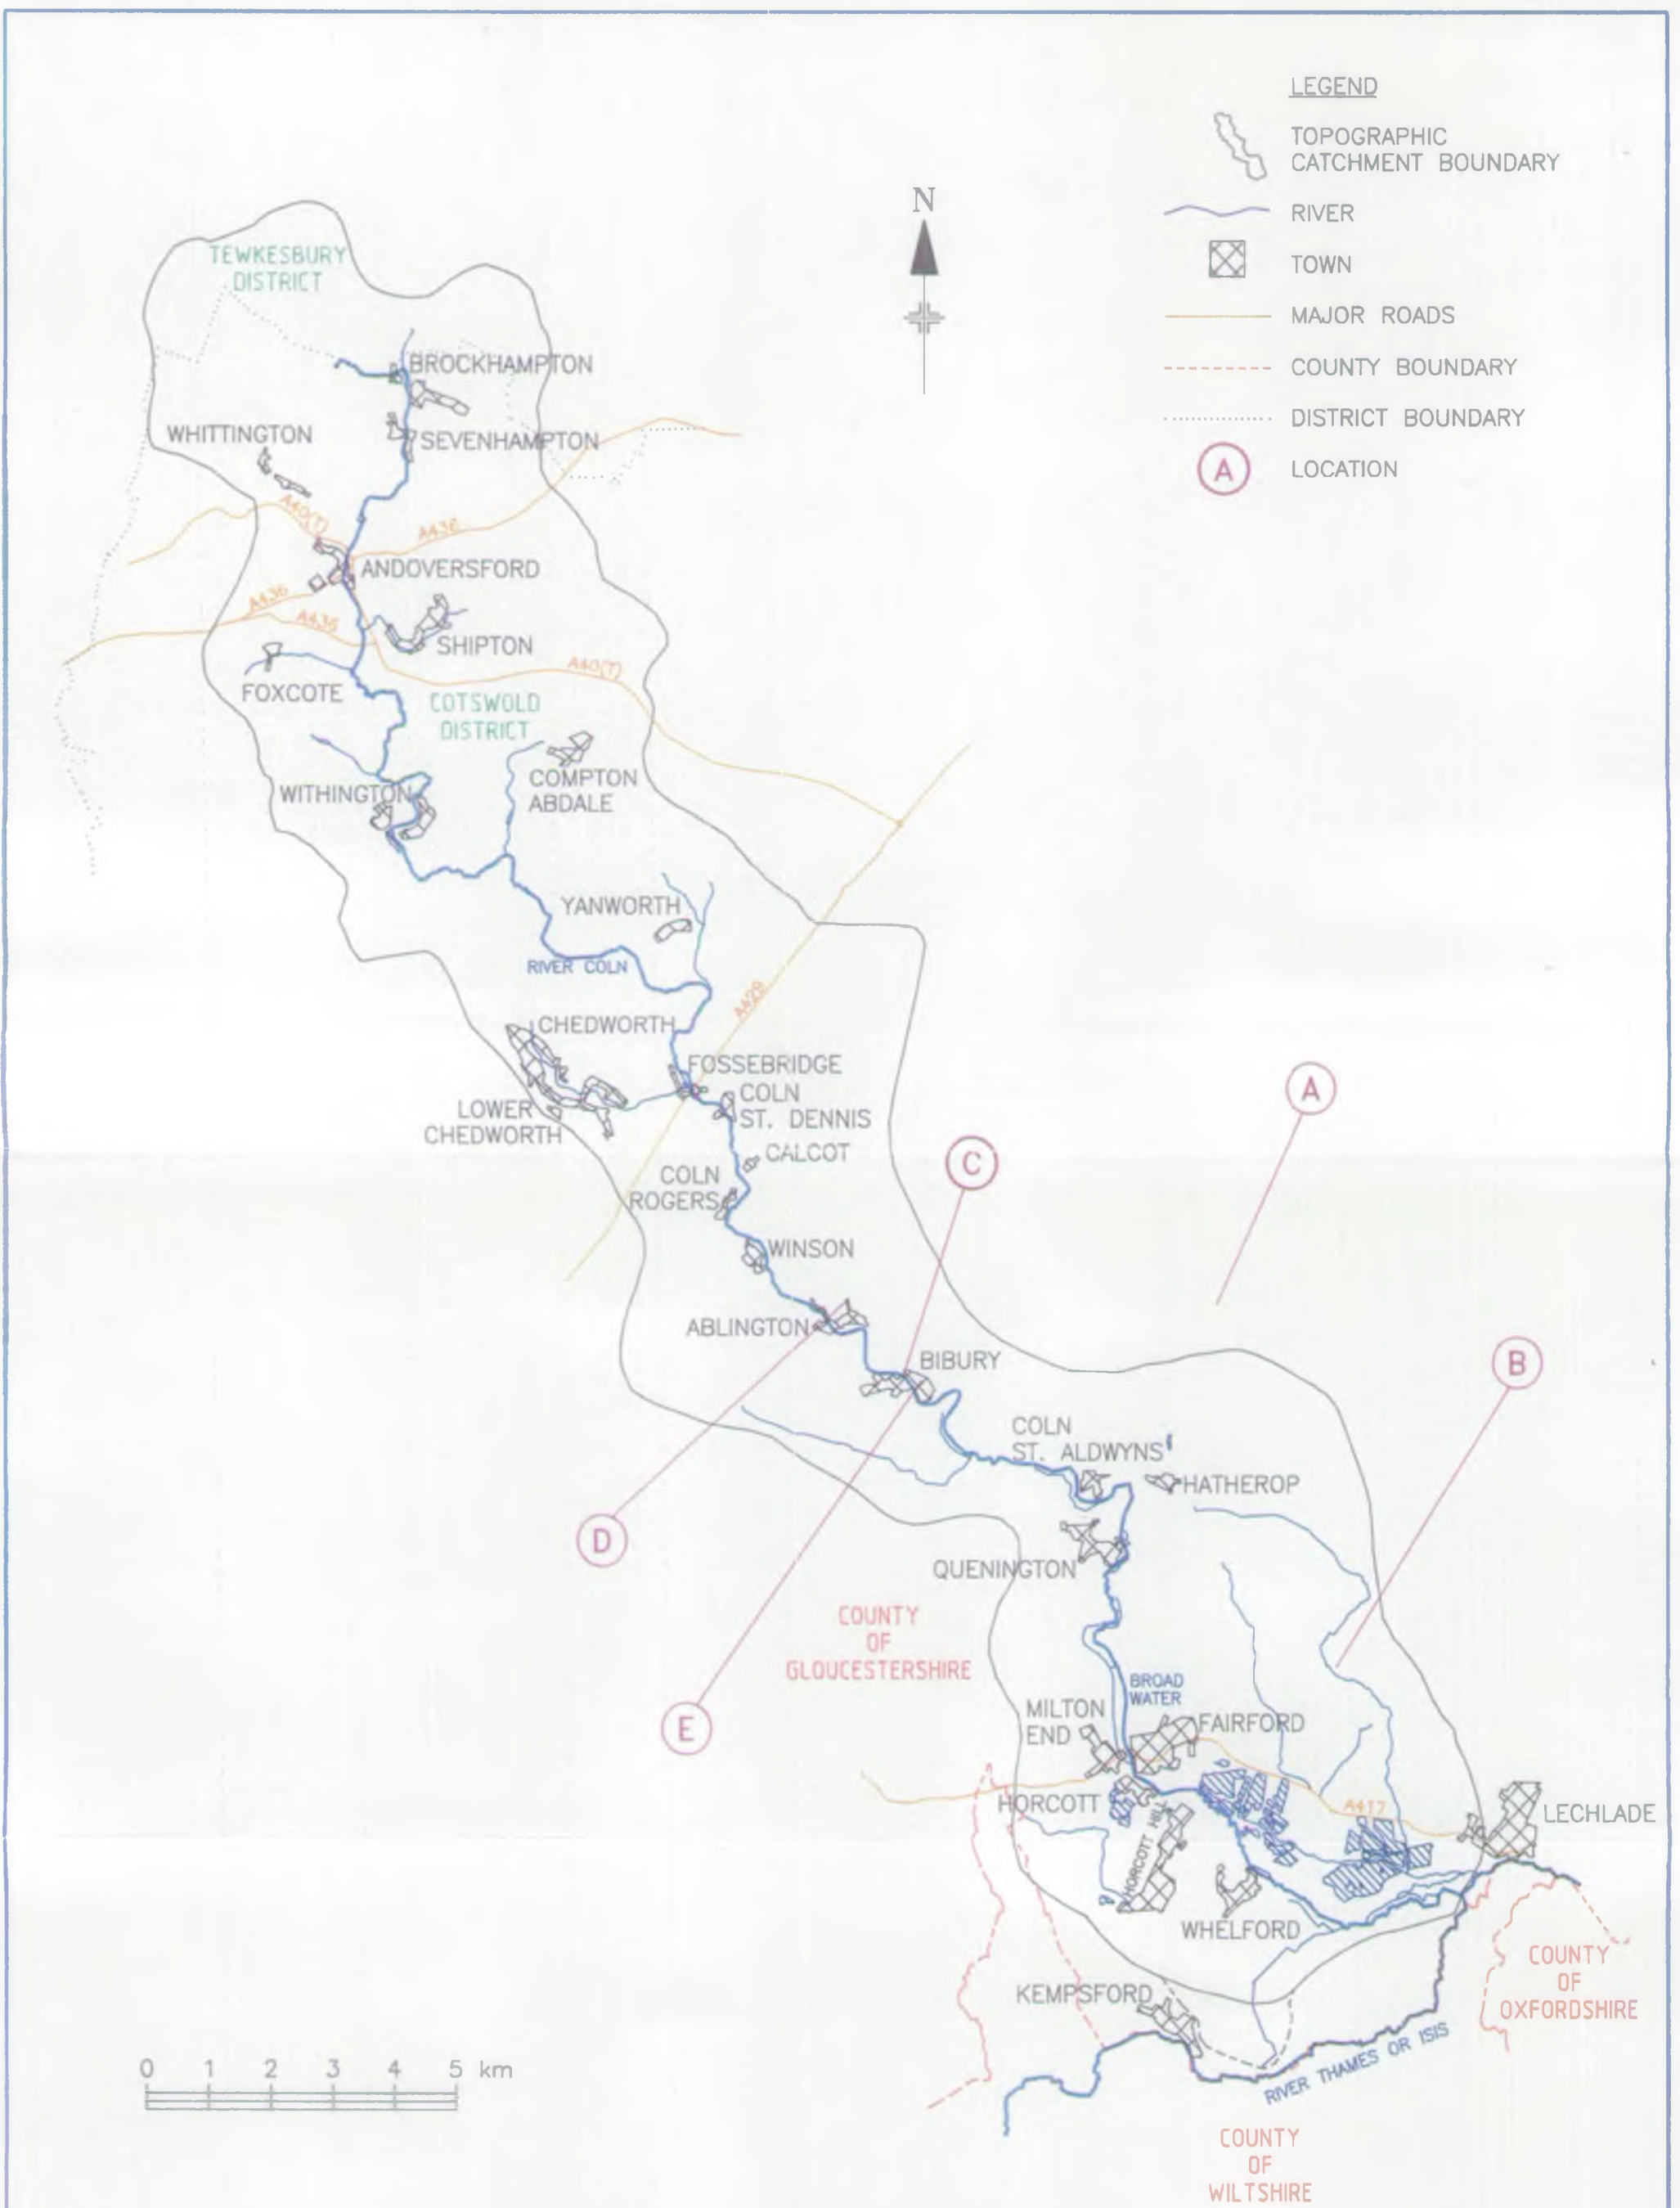 LEGEND
TOPOGRAPHIC
CATCHMENT BOUNDARY
RIVER
TOWN
MAJOR ROADS
COUNTY BOUNDARY
DISTRICT BOUNDARY
A
LOCATION
N
TEWKESBURY
DISTRICT
BROCKHAMPTON
WHITTINGTON
SEVENHAMPTON
A40(T)
A436
ANDOVERSFORD
A436
A436
SHIPTON
A40(T)
FOXCOTE
COTSWOLD
DISTRICT
COMPTON
ABDALE
WITHINGTON
YANWORTH
RIVER COLN
A429
CHEDWORTH
FOSSEBRIDGE
COLN
ST. DENNIS
LOWER
CHEDWORTH
A
CALCOT
C
COLN
ROGERS
WINSON
ABLINGTON
BIBURY
B
COLN
ST. ALDWYNS
HATHEROP
D
QUENINGTON
COUNTY
OF
GLOUCESTERSHIRE
BROAD
WATER
E
MILTON
END
FAIRFORD
HORCOTT
A417
LECHLADE
HORCOTT HILL
WHELFORD
COUNTY
OF
OXFORDSHIRE
KEMPSFORD
RIVER THAMES OR ISIS
0 1 2 3 4 5 km
COUNTY
OF
WILTSHIRE